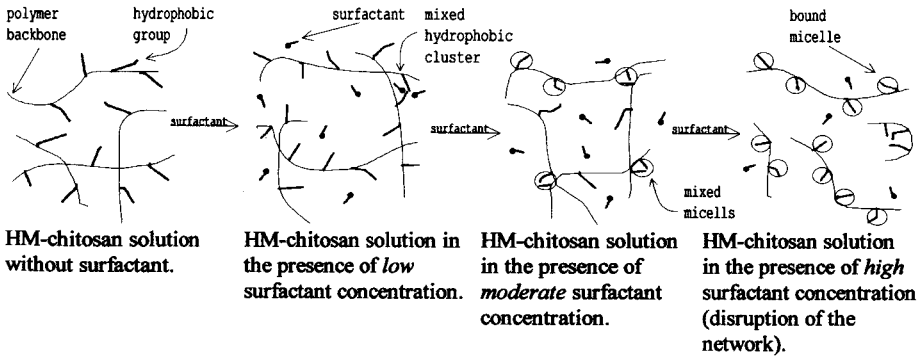 polymer
backbone
hydrophobic
group
surfactant
mixed
hydrophobic
cluster
bound
micelle
surfactant
surfactant
surfactant
mixed
micells
HM-chitosan solution
without surfactant.
HM-chitosan solution in
the presence of low
surfactant concentration.
HM-chitosan solution
in the presence of
moderate surfactant
concentration.
HM-chitosan solution
in the presence of high
surfactant concentration
(disruption of the
network).